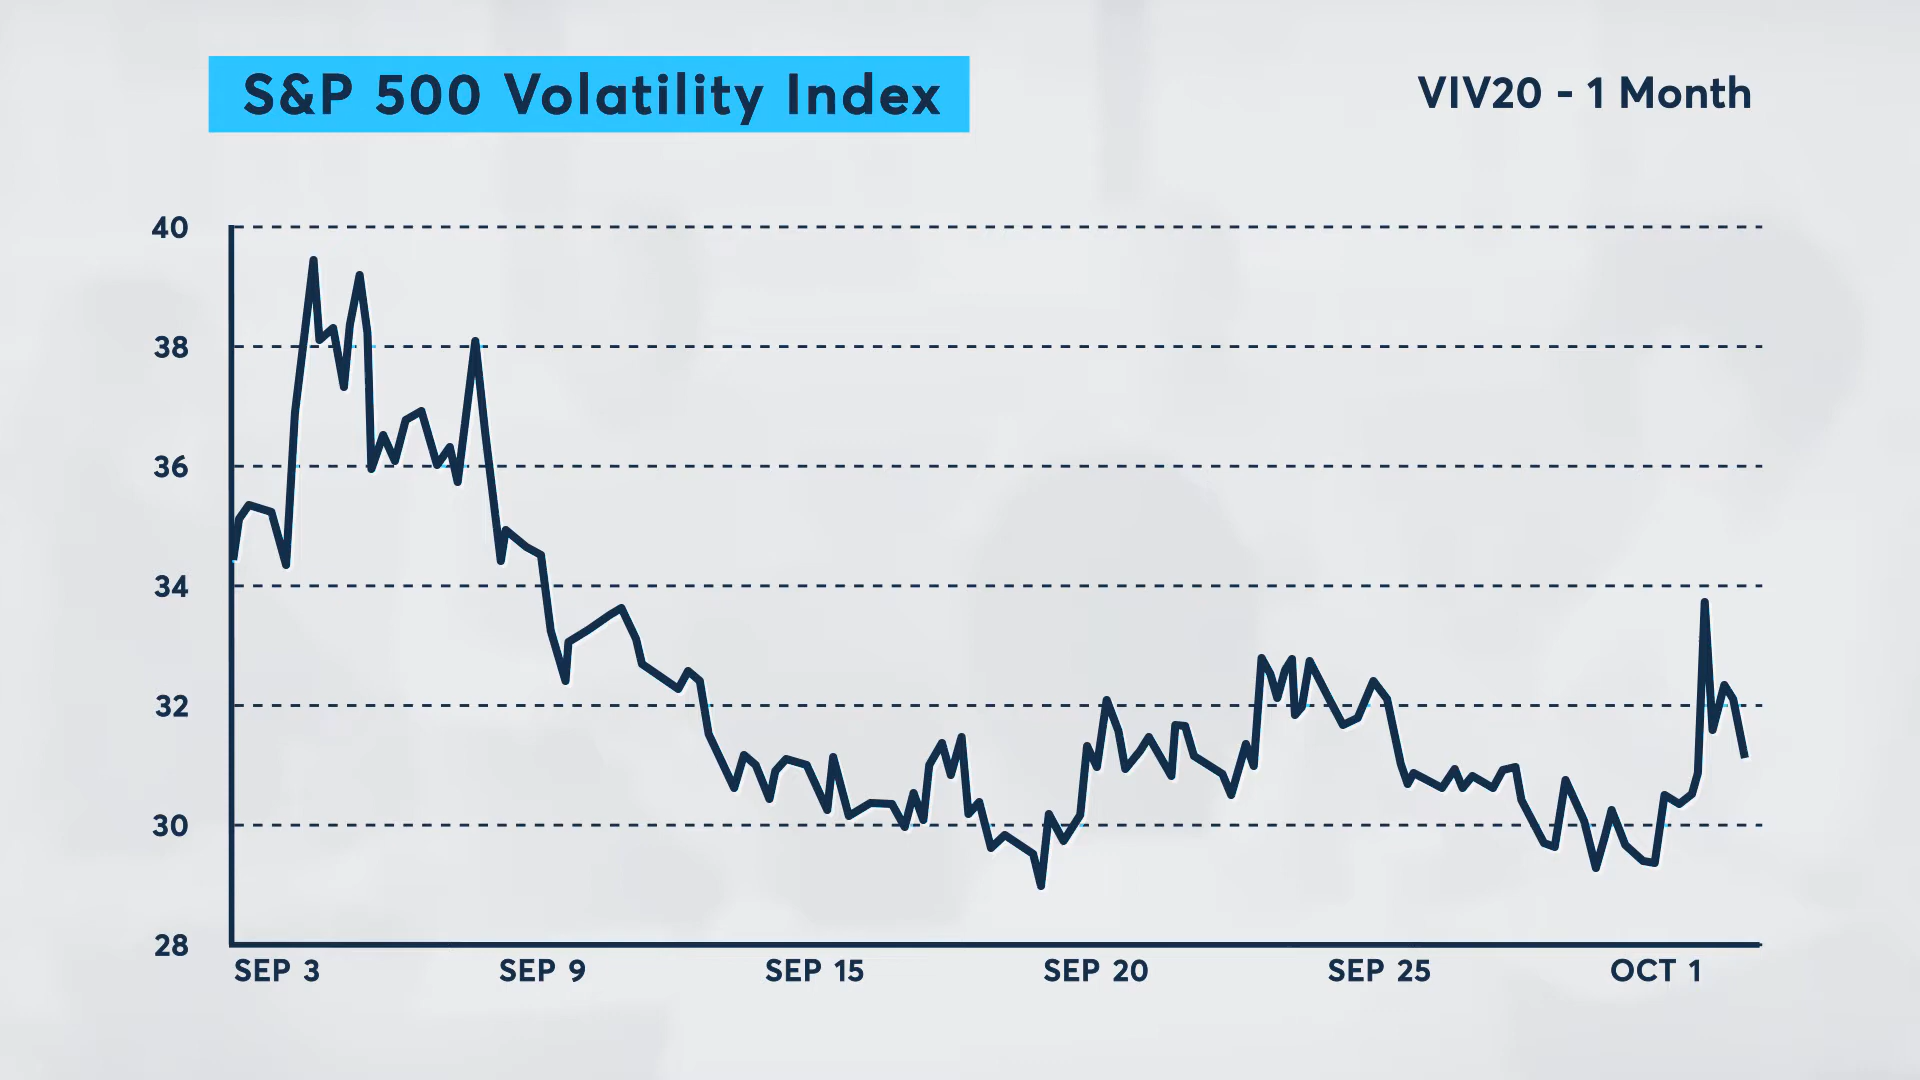 S&P 500 Volatility Index
VIV20 - 1 Month
40
38
36
34
32
30
28
SEP 3 SEP 9 SEP 15 SEP 20 SEP 25 OCT 1